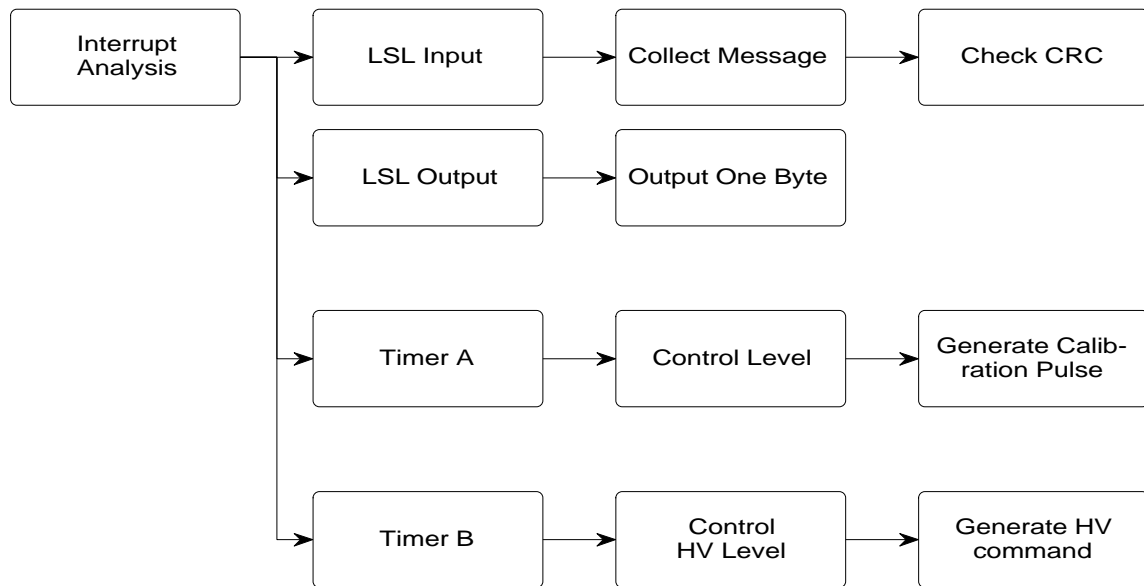 Interrupt
Analysis
LSL Input
Collect Message
Check CRC
LSL Output
Output One Byte
Timer A
Control Level
Generate Calib-
ration Pulse
Timer B
Control
HV Level
Generate HV
command